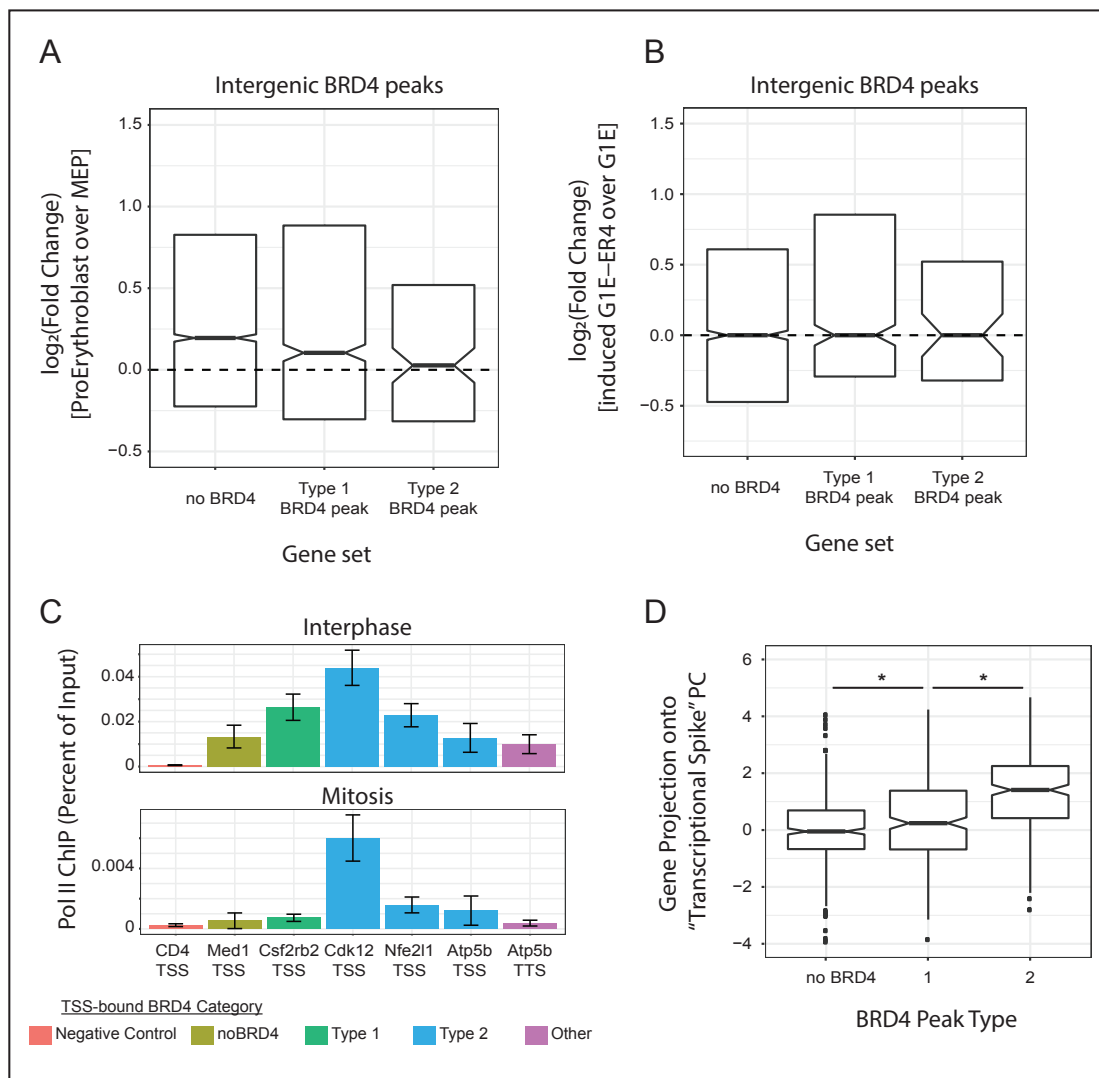 A
Intergenic BRD4 peaks
log₂(Fold Change)
[ProErythroblast over MEP]
1.5
1.0
0.5
0.0
−0.5
no BRD4
Type 1
BRD4 peak
Type 2
BRD4 peak
Gene set
B
Intergenic BRD4 peaks
log₂(Fold Change)
[induced G1E−ER4 over G1E]
1.5
1.0
0.5
0.0
−0.5
no BRD4
Type 1
BRD4 peak
Type 2
BRD4 peak
Gene set
C
Pol II ChIP (Percent of Input)
Interphase
0.04
0.02
0
Mitosis
0.004
0
CD4
TSS
Med1
TSS
Csf2rb2
TSS
Cdk12
TSS
Nfe2l1
TSS
Atp5b
TSS
Atp5b
TTS
TSS-bound BRD4 Category
Negative Control noBRD4 Type 1 Type 2 Other
D
Gene Projection onto
“Transcriptional Spike” PC
6
4
2
0
−2
−4
* *
no BRD4 1 2
BRD4 Peak Type